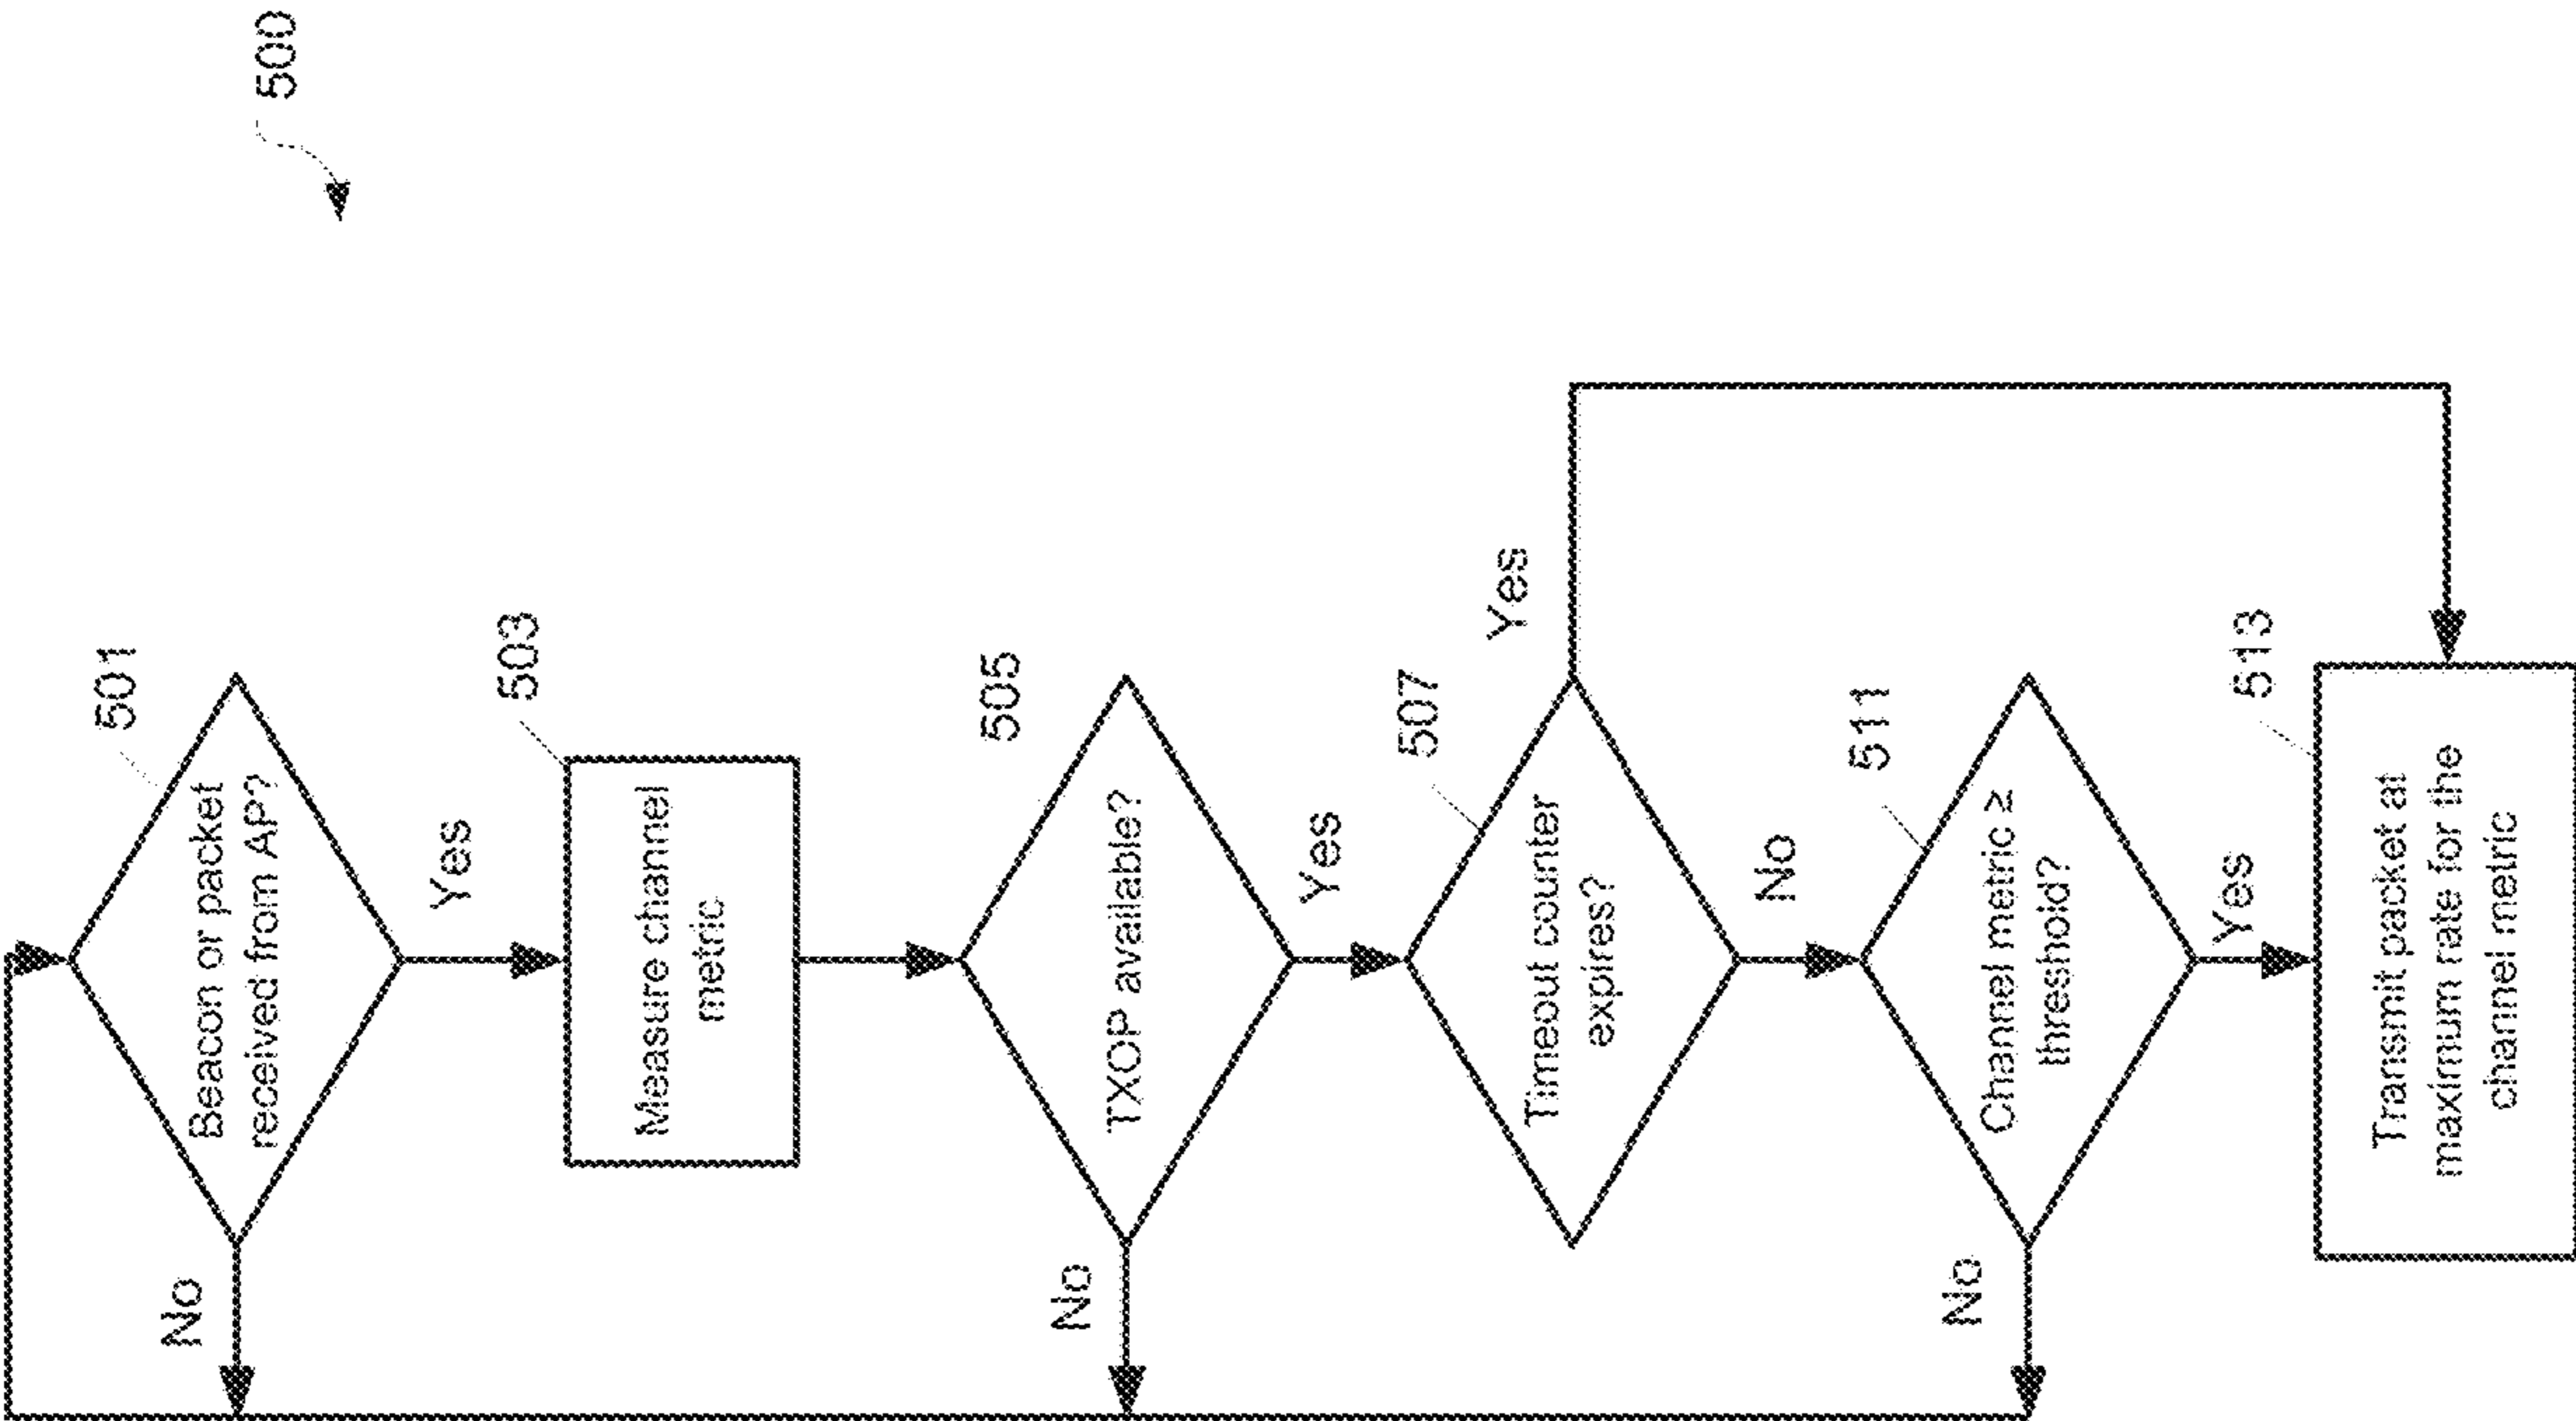 500
501
Beacon or packet
received from AP?
No
Yes
503
Measure channel
metric
505
TXOP available?
No
Yes
507
Timeout counter
expires?
Yes
No
511
Channel metric ≥
threshold?
No
Yes
513
Transmit packet at
maximum rate for the
channel metric